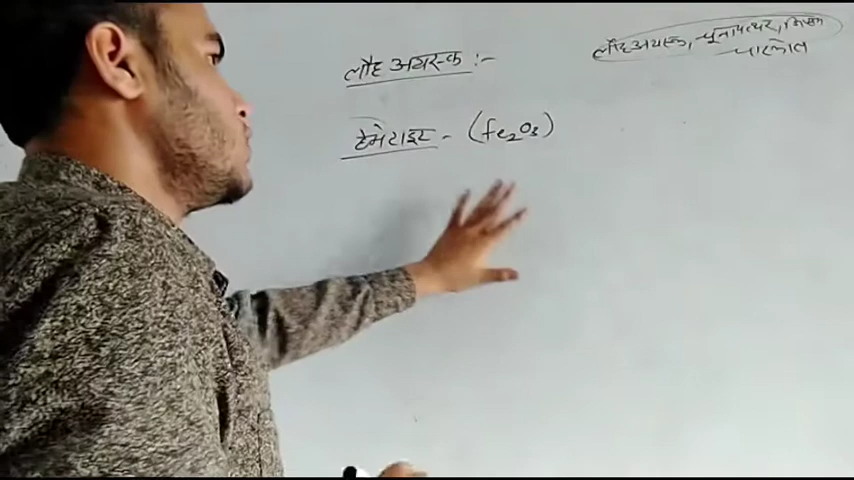 लौह अयस्क :-
लौह अयस्क, चूनापत्थर,
हेमेटाइट - (Fe₂O₃)